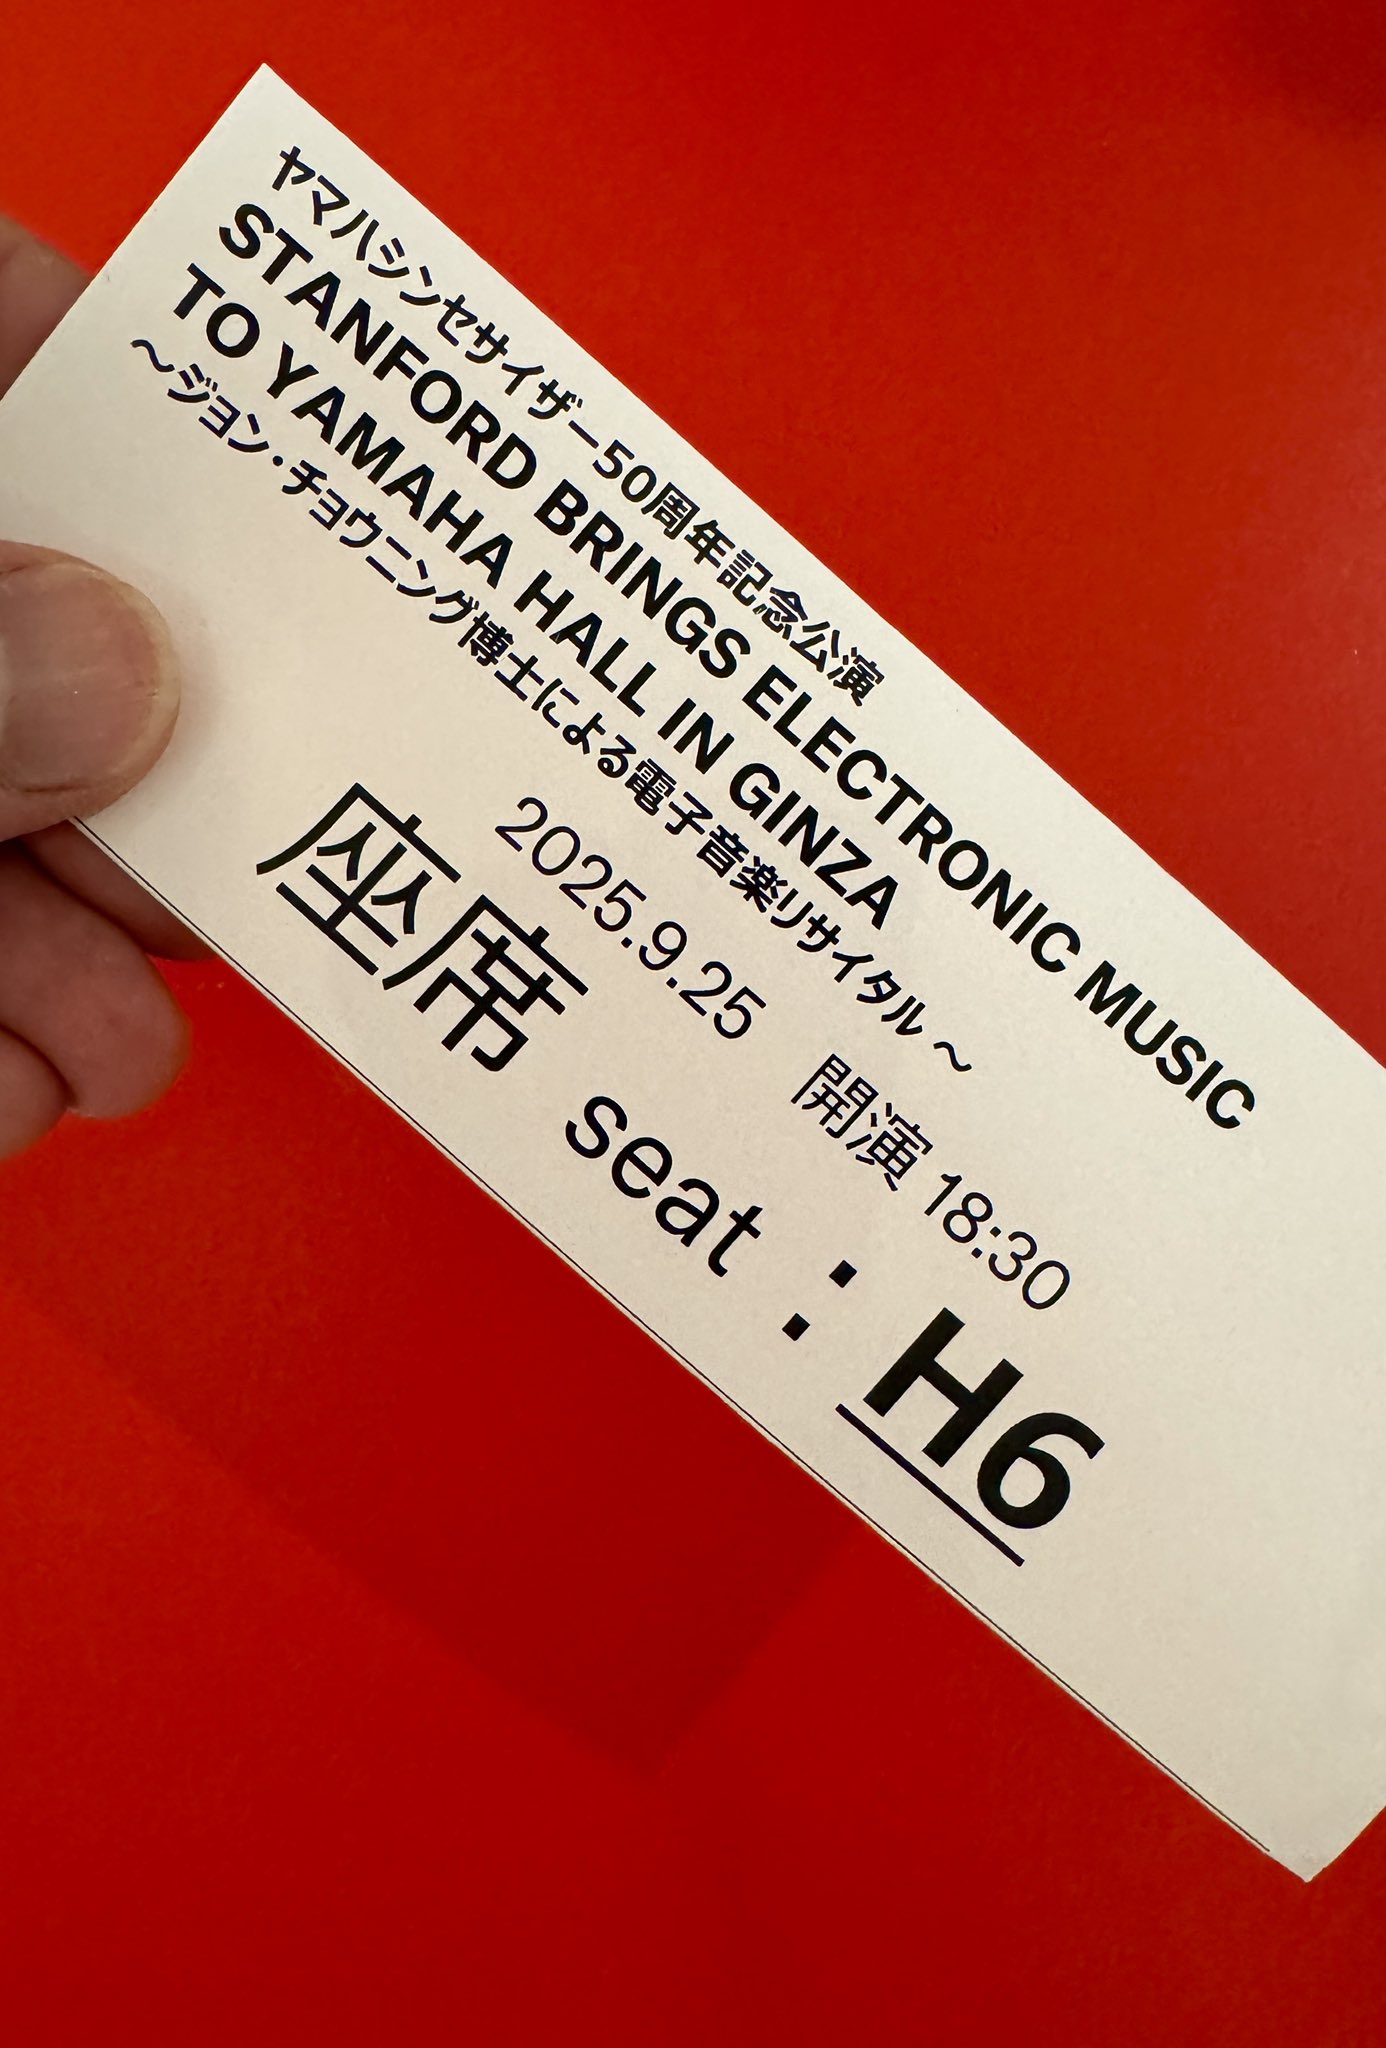 ヤマハシンセサイザー50周年記念公演
STANFORD BRINGS ELECTRONIC MUSIC
TO YAMAHA HALL IN GINZA
～ジョン・チョウニング博士による電子音楽リサイタル～
2025.9.25 開演 18:30
座席 seat：H6